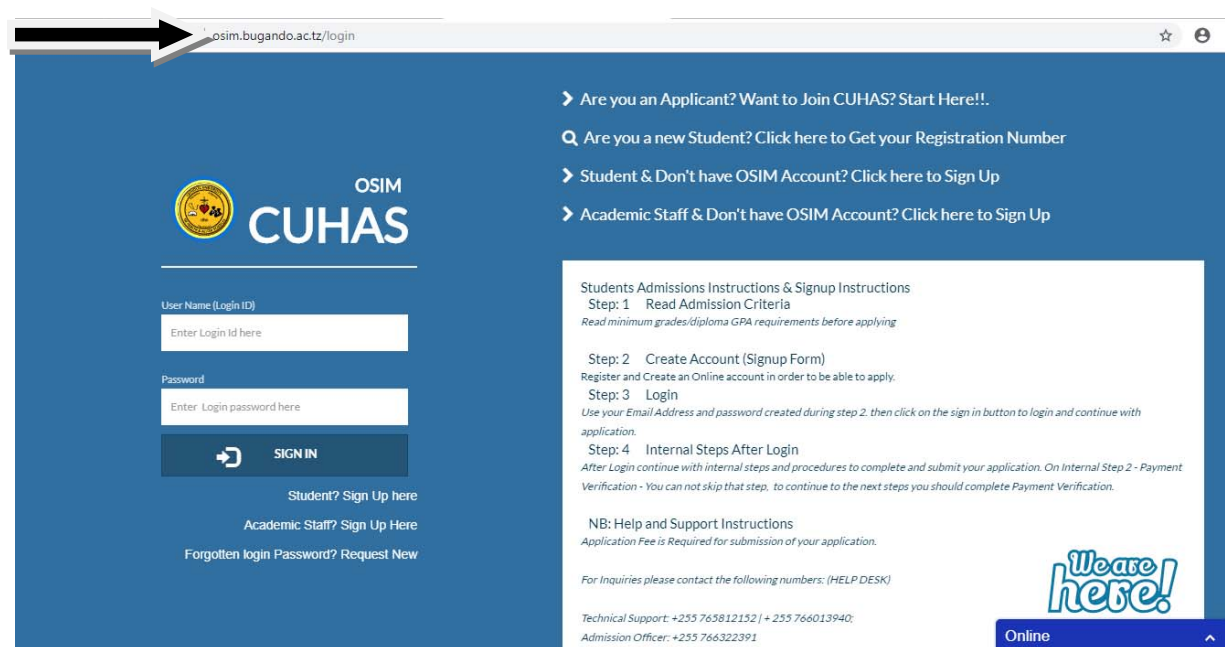 osim.bugando.ac.tz/login
OSIM
CUHAS
User Name (Login ID)
Enter Login Id here
Password
Enter Login password here
SIGN IN
Student? Sign Up here
Academic Staff? Sign Up Here
Forgotten login Password? Request New
Are you an Applicant? Want to Join CUHAS? Start Here!!.
Are you a new Student? Click here to Get your Registration Number
Student & Don't have OSIM Account? Click here to Sign Up
Academic Staff & Don't have OSIM Account? Click here to Sign Up
Students Admissions Instructions & Signup Instructions
Step: 1 Read Admission Criteria
Read minimum grades/diploma GPA requirements before applying
Step: 2 Create Account (Signup Form)
Register and Create an Online account in order to be able to apply.
Step: 3 Login
Use your Email Address and password created during step 2. then click on the sign in button to login and continue with
application.
Step: 4 Internal Steps After Login
After Login continue with internal steps and procedures to complete and submit your application. On Internal Step 2 - Payment
Verification - You can not skip that step, to continue to the next steps you should complete Payment Verification.
NB: Help and Support Instructions
Application Fee is Required for submission of your application.
For Inquiries please contact the following numbers: (HELP DESK)
Technical Support: +255 765812152 | + 255 766013940;
Admission Officer: +255 766322391
We are
here!
Online